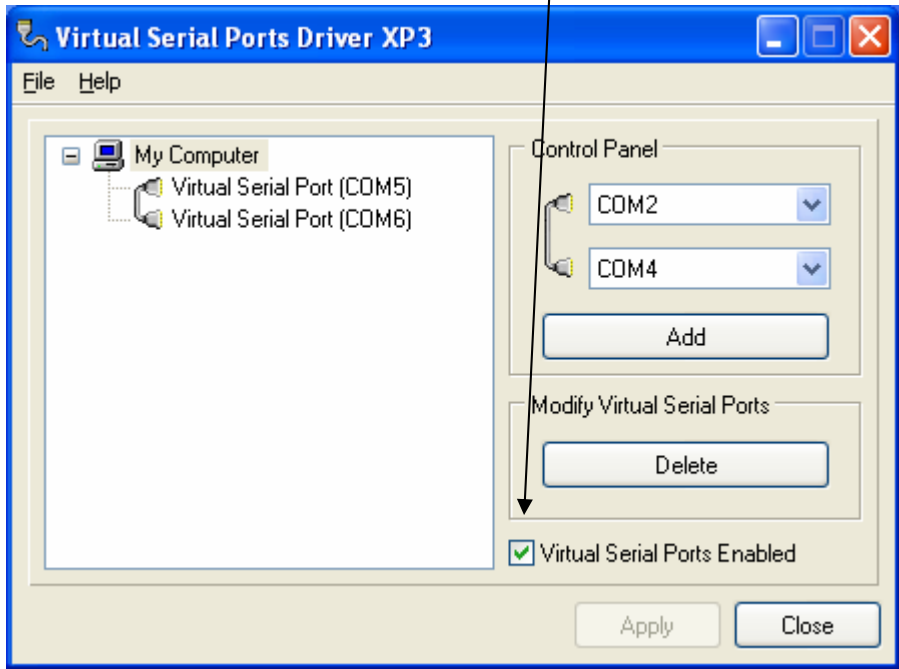 Virtual Serial Ports Driver XP3
File Help
My Computer
Virtual Serial Port (COM5)
Virtual Serial Port (COM6)
Control Panel
COM2
COM4
Add
Modify Virtual Serial Ports
Delete
Virtual Serial Ports Enabled
Apply Close